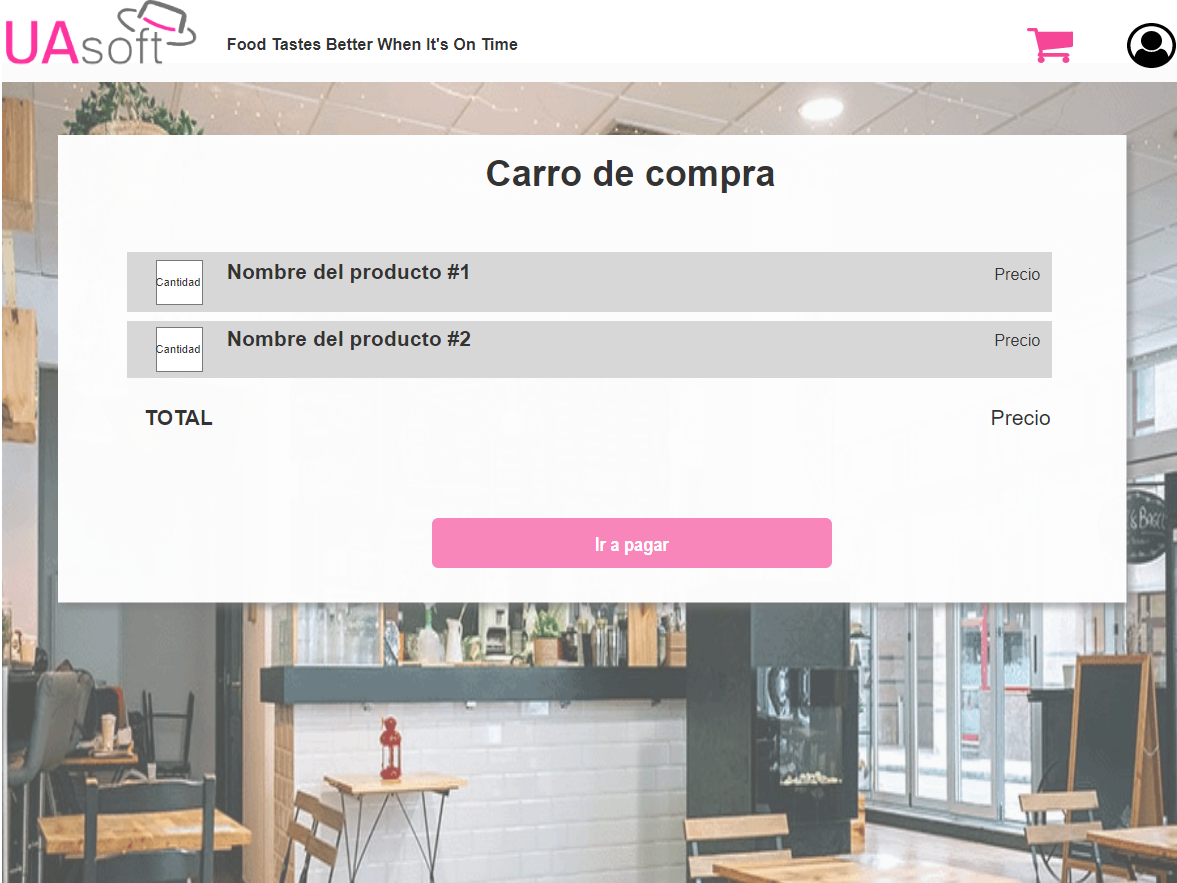 UAsoft
Food Tastes Better When It's On Time
Carro de compra
Cantidad
Nombre del producto #1
Precio
Cantidad
Nombre del producto #2
Precio
TOTAL
Precio
Ir a pagar